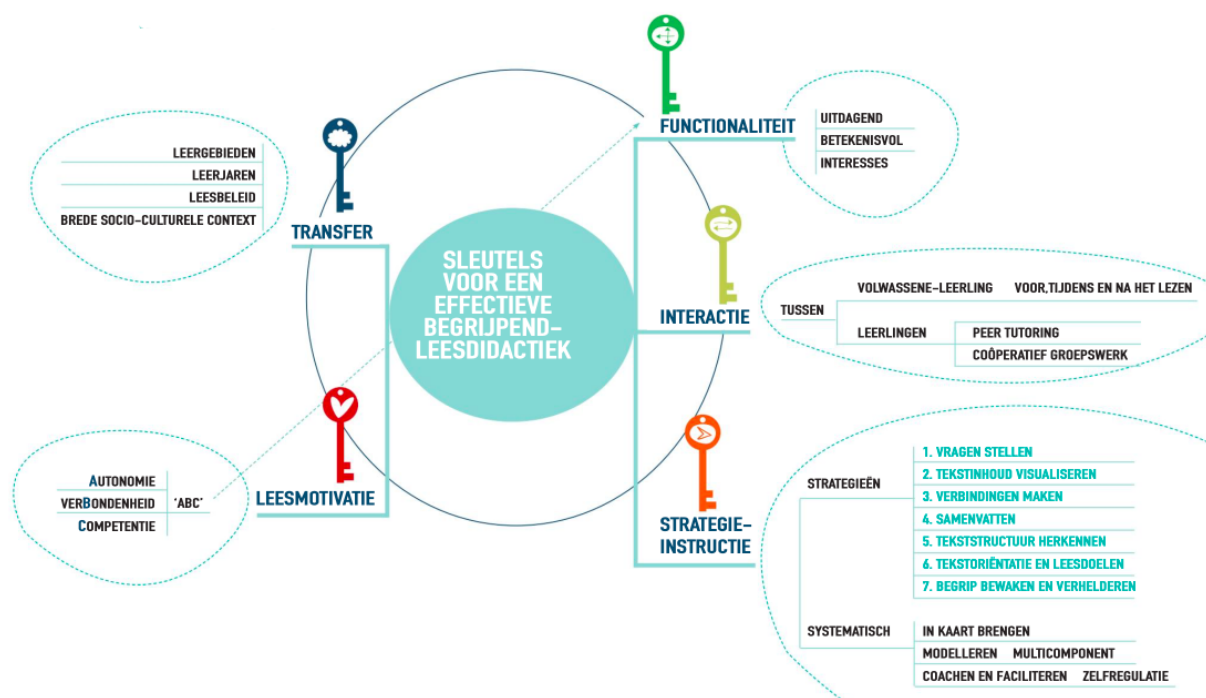 SLEUTELS
VOOR EEN
EFFECTIEVE
BEGRIJPEND-
LEESDIDACTIEK
FUNCTIONALITEIT
UITDAGEND
BETEKENISVOL
INTERESSES
INTERACTIE
TUSSEN
VOLWASSENE-LEERLING VOOR,TIJDENS EN NA HET LEZEN
LEERLINGEN
PEER TUTORING
COÔPERATIEF GROEPSWERK
STRATEGIE-
INSTRUCTIE
STRATEGIEËN
1. VRAGEN STELLEN
2. TEKSTINHOUD VISUALISEREN
3. VERBINDINGEN MAKEN
4. SAMENVATTEN
5. TEKSTSTRUCTUUR HERKENNEN
6. TEKSTORIËNTATIE EN LEESDOELEN
7. BEGRIP BEWAKEN EN VERHELDEREN
SYSTEMATISCH
IN KAART BRENGEN
MODELLEREN MULTICOMPONENT
COACHEN EN FACILITEREN ZELFREGULATIE
LEESMOTIVATIE
AUTONOMIE
VERBONDENHEID
COMPETENTIE
'ABC'
TRANSFER
LEERGEBIEDEN
LEERJAREN
LEESBELEID
BREDE SOCIO-CULTURELE CONTEXT